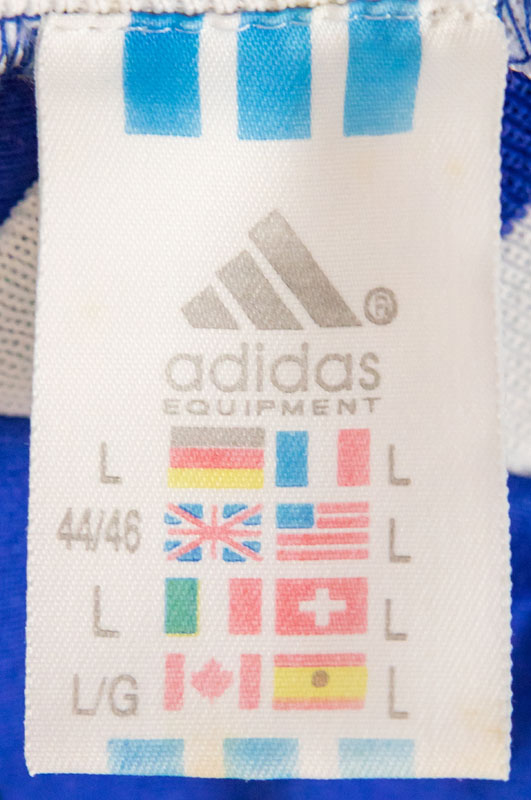 ®
adidas
EQUIPMENT
L L
44/46 L
L L
L/G L